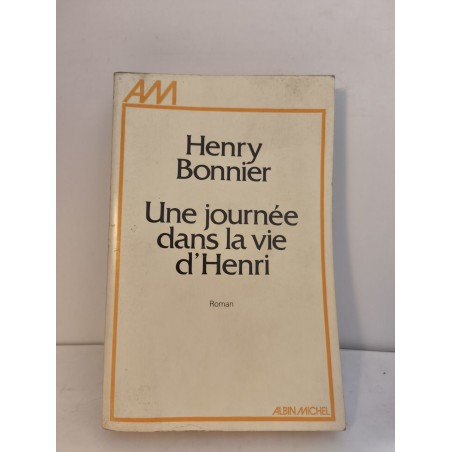 AM
Henry
Bonnier
Une journée
dans la vie
d'Henri
Roman
ALBIN MICHEL